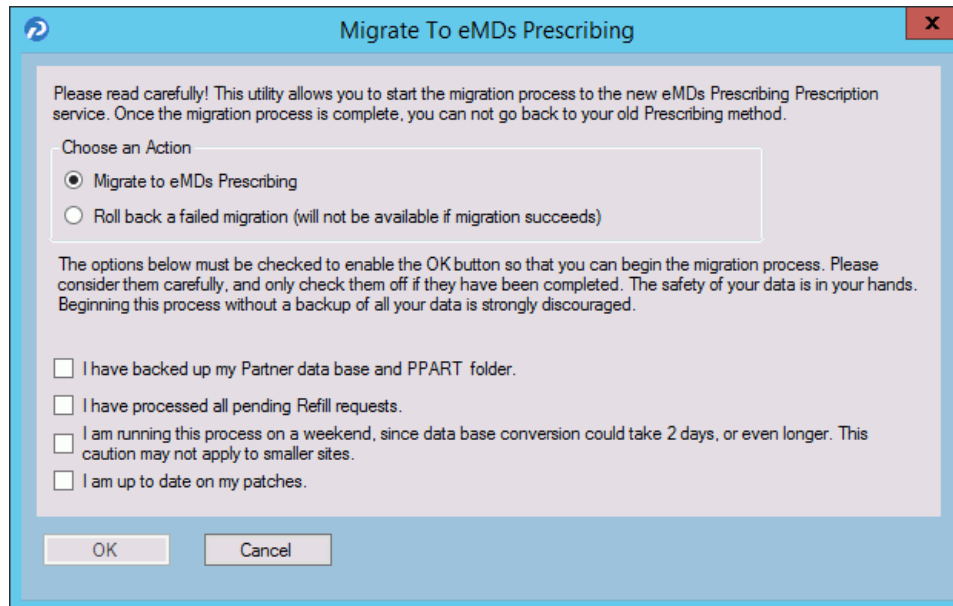 Migrate To eMDs Prescribing
x
Please read carefully! This utility allows you to start the migration process to the new eMDs Prescribing Prescription
service. Once the migration process is complete, you can not go back to your old Prescribing method.
Choose an Action
Migrate to eMDs Prescribing
Roll back a failed migration (will not be available if migration succeeds)
The options below must be checked to enable the OK button so that you can begin the migration process. Please
consider them carefully, and only check them off if they have been completed. The safety of your data is in your hands.
Beginning this process without a backup of all your data is strongly discouraged.
I have backed up my Partner data base and PPART folder.
I have processed all pending Refill requests.
I am running this process on a weekend, since data base conversion could take 2 days, or even longer. This
caution may not apply to smaller sites.
I am up to date on my patches.
OK
Cancel